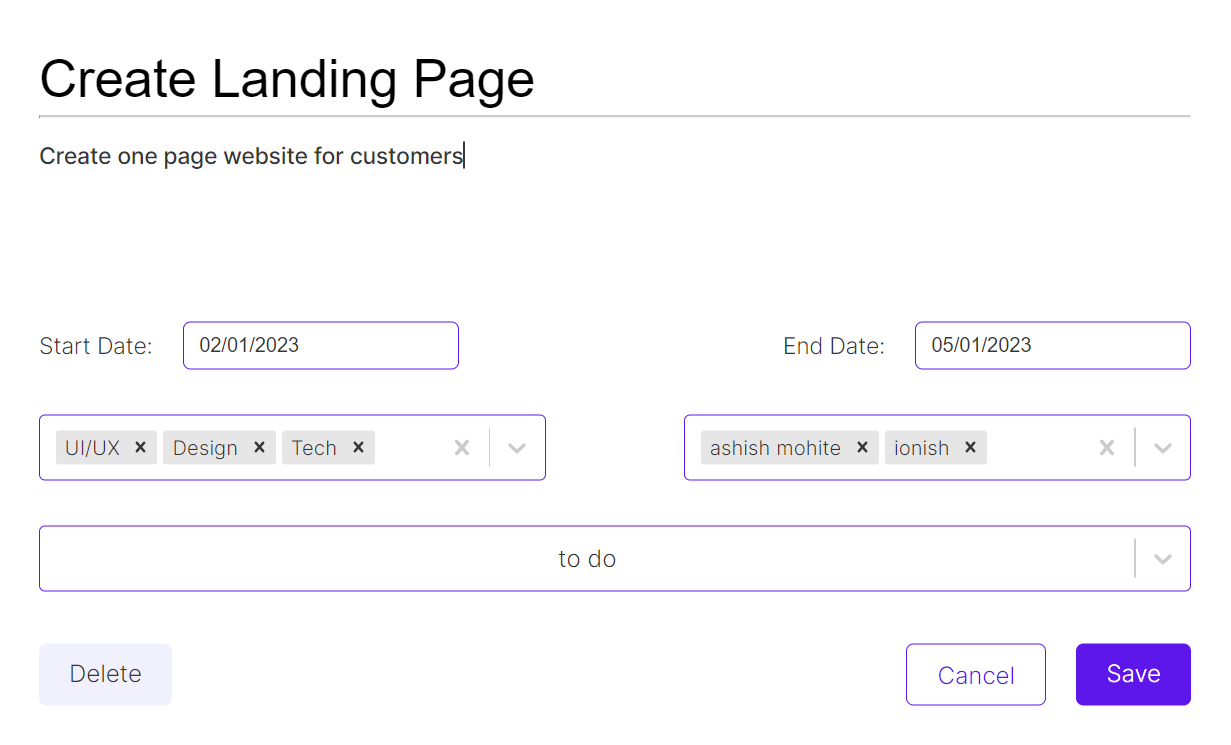 Create Landing Page
Create one page website for customers
Start Date: 02/01/2023 End Date: 05/01/2023
UI/UX Design Tech ashish mohite ionish
to do
Delete Cancel Save